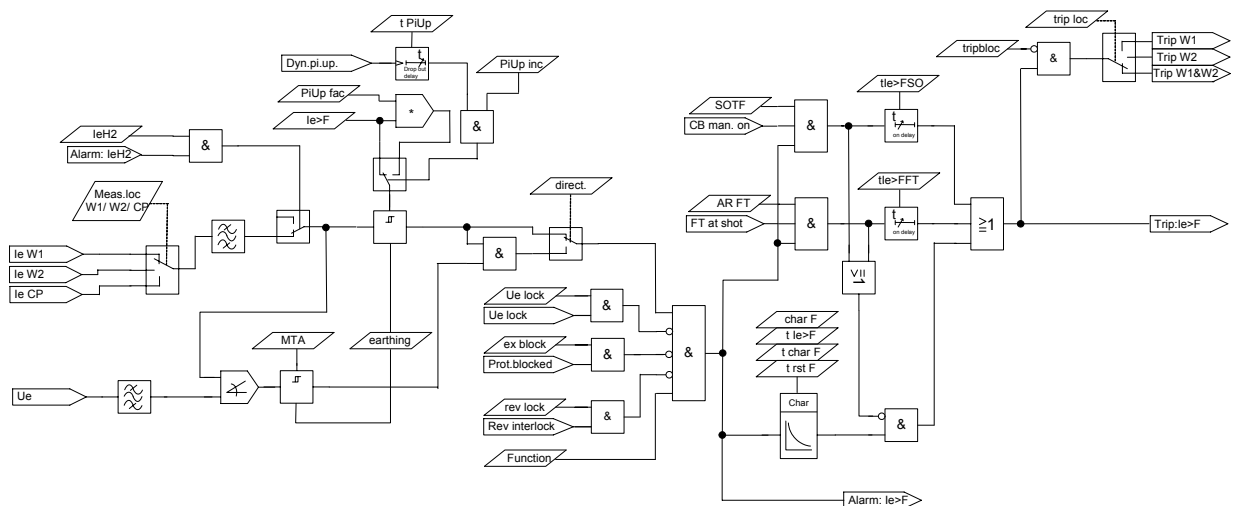 t PiUp
trip loc
Trip W1
tripbloc
&
Trip W2
Trip W1&W2
Dyn.pi.up.
t
Drop out
delay
PiUp inc
PiUp fac
*
Ie>F
&
tIe>FSO
SOTF
CB man. on
&
t
on delay
IeH2
Alarm: IeH2
&
Meas.loc
W1/ W2/ CP
direct.
tIe>FFT
AR FT
FT at shot
&
t
on delay
≥1
Trip:Ie>F
Ie W1
Ie W2
Ie CP
&
≥1
Ue lock
Ue lock
&
MTA
earthing
ex block
Prot.blocked
&
&
char F
t Ie>F
t char F
t rst F
Ue
rev lock
Rev interlock
&
Char
&
Function
Alarm: Ie>F